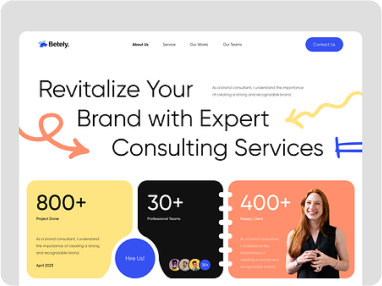 Betely.
About Us
Service
Our Works
Our Teams
Contact Us
Revitalize Your
Brand with Expert
Consulting Services
As a brand consultant, I understand the importance
of creating a strong and recognizable brand
800+
Project Done
As a brand consultant, I understand
the importance of creating a strong
and recognizable brand.
April 2023
Hire Us!
30+
Professional Teams
400+
Happy Client
As a brand consultant,
I understand the
importance of
creating a strong
and recognizable brand.